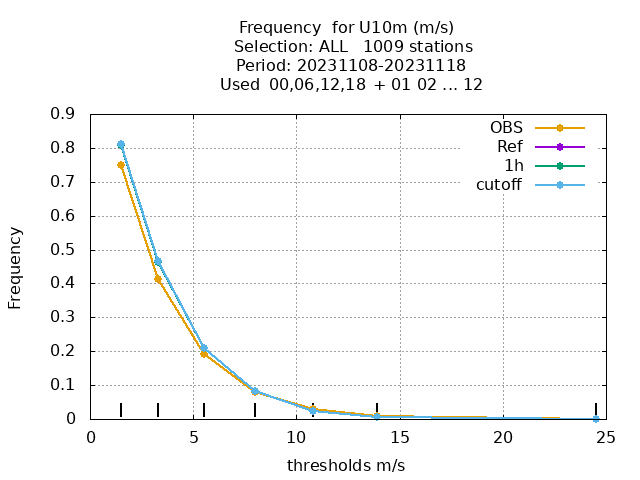 Frequency  for U10m (m/s)
Selection: ALL   1009 stations
Period: 20231108-20231118
Used  00,06,12,18  + 01 02 ... 12
0.9
0.8
0.7
0.6
0.5
0.4
0.3
0.2
0.1
0
Frequency
OBS
Ref
1h
cutoff
0 5 10 15 20 25
thresholds m/s